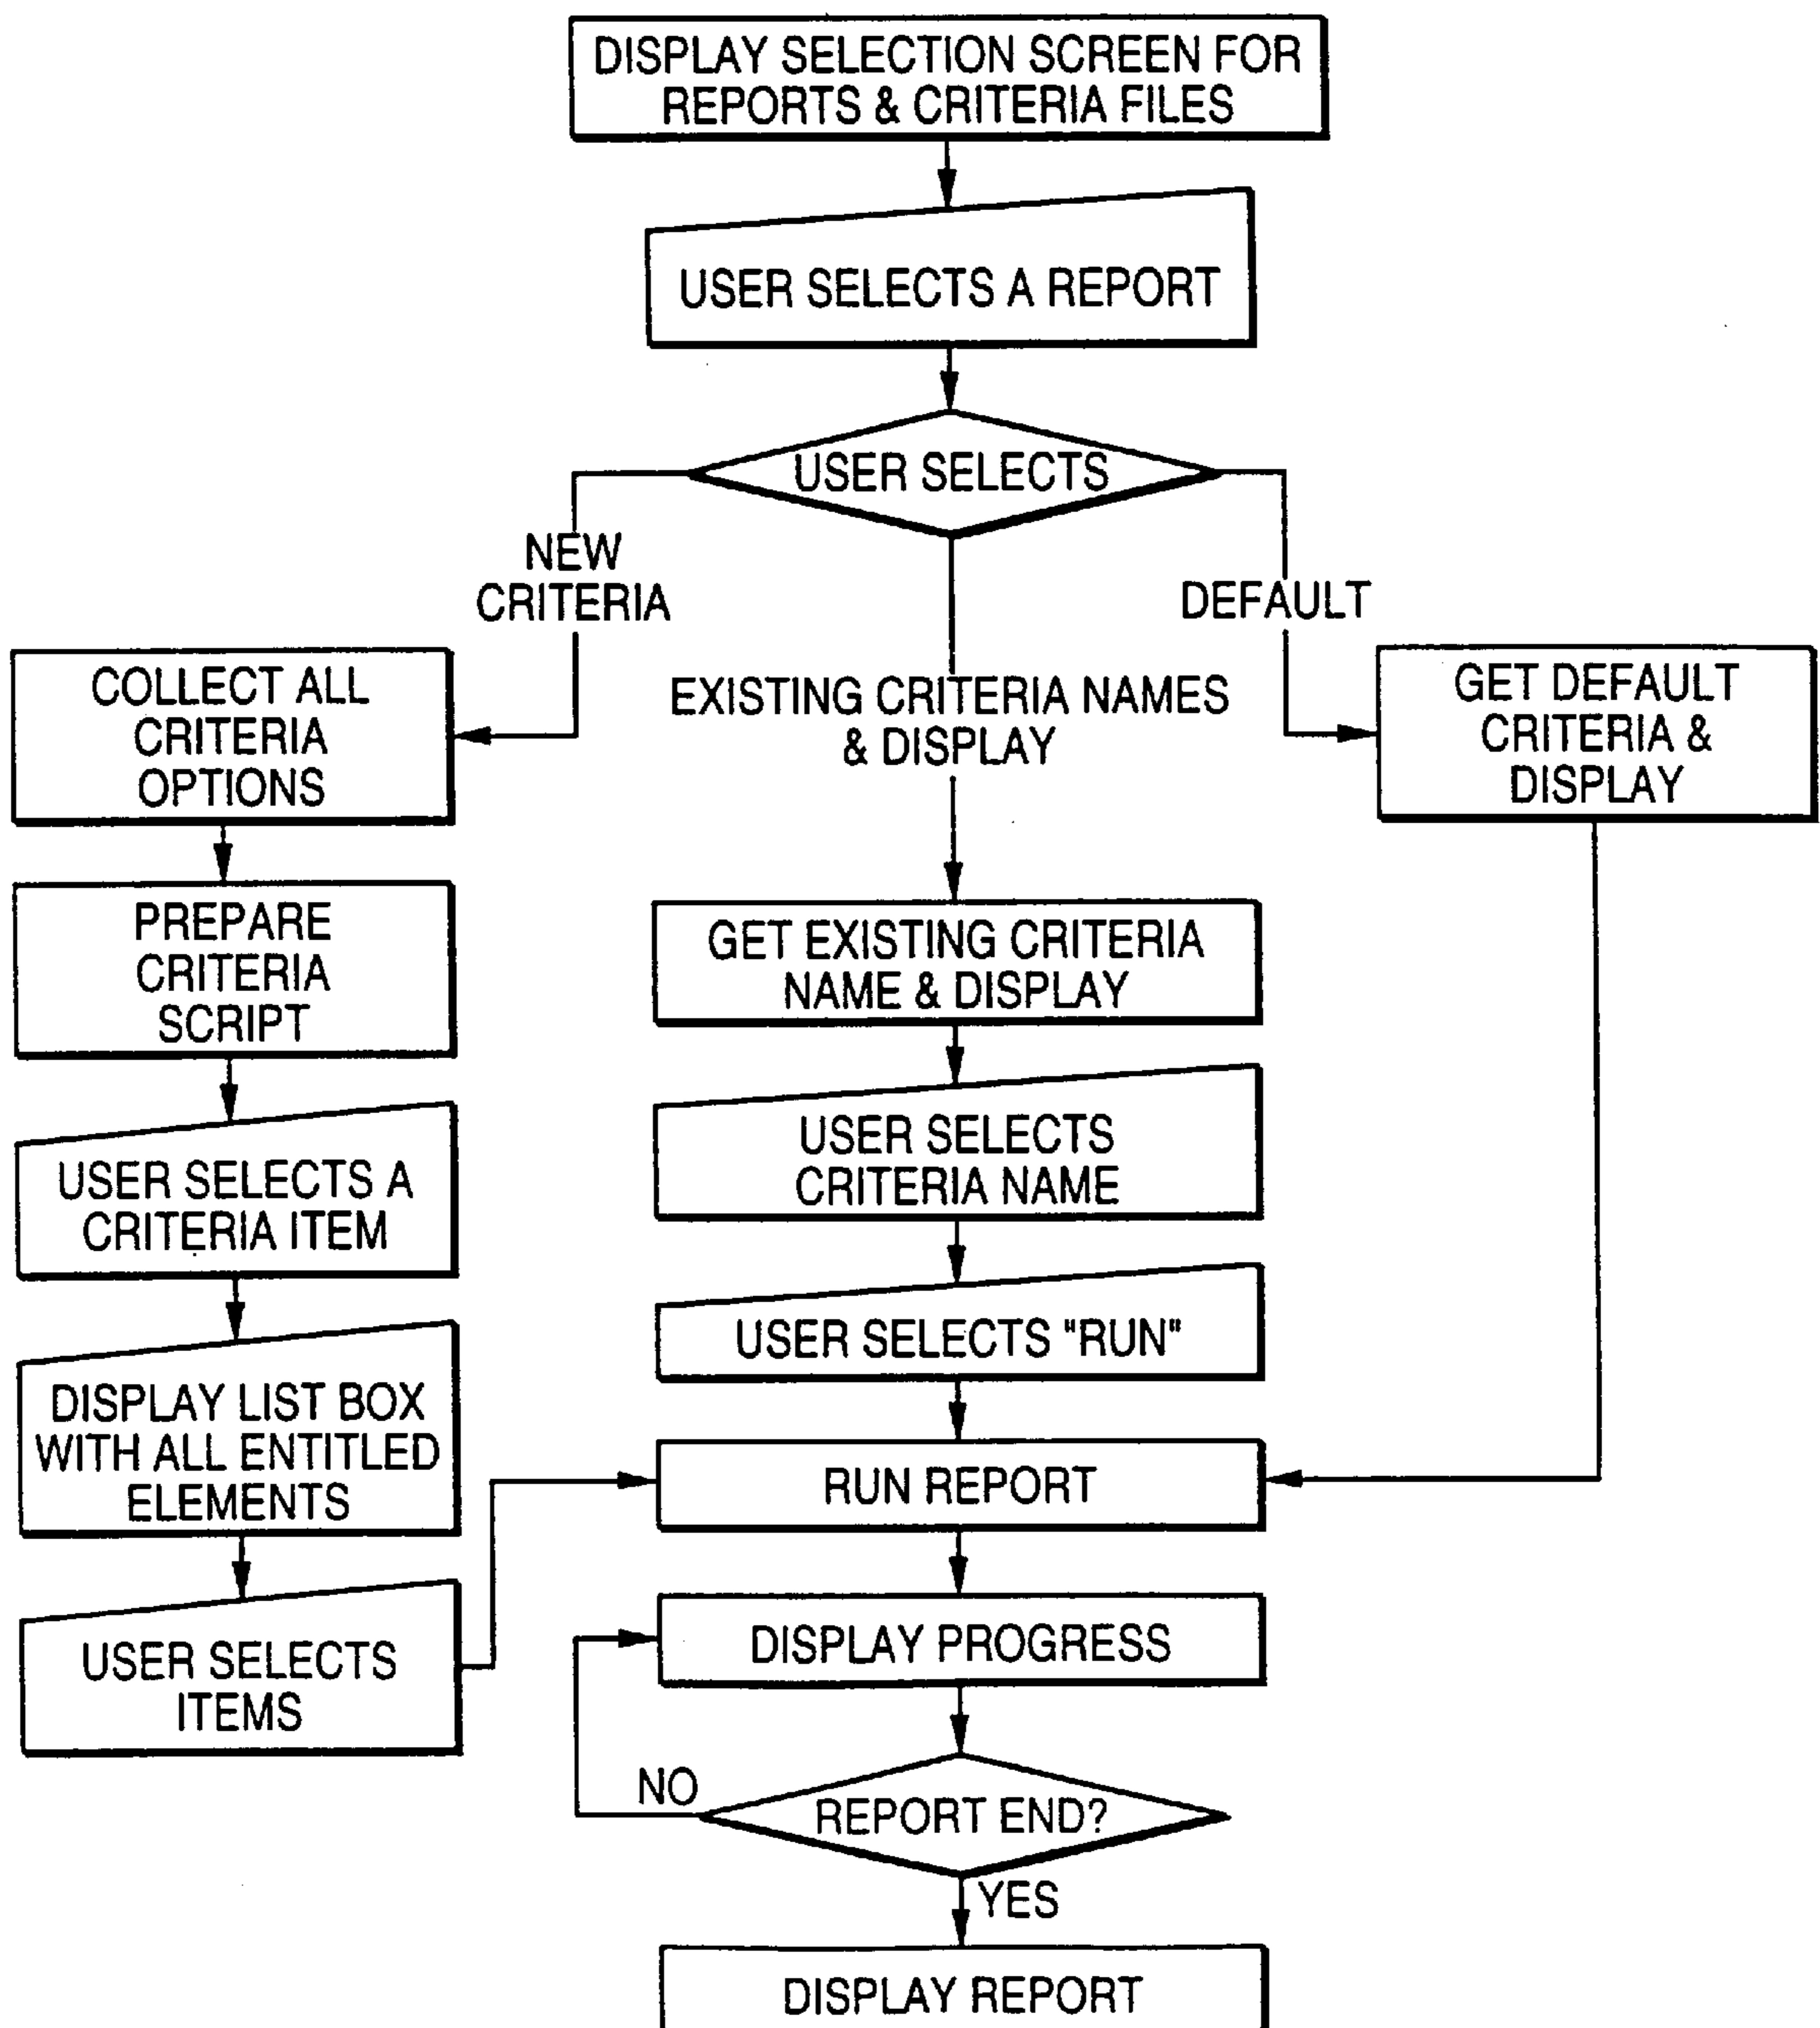 DISPLAY SELECTION SCREEN FOR
REPORTS & CRITERIA FILES
USER SELECTS A REPORT
USER SELECTS
NEW
CRITERIA
EXISTING CRITERIA NAMES
& DISPLAY
DEFAULT
COLLECT ALL
CRITERIA
OPTIONS
PREPARE
CRITERIA
SCRIPT
USER SELECTS A
CRITERIA ITEM
DISPLAY LIST BOX
WITH ALL ENTITLED
ELEMENTS
USER SELECTS
ITEMS
GET EXISTING CRITERIA
NAME & DISPLAY
USER SELECTS
CRITERIA NAME
USER SELECTS "RUN"
GET DEFAULT
CRITERIA &
DISPLAY
RUN REPORT
DISPLAY PROGRESS
NO
REPORT END?
YES
DISPLAY REPORT